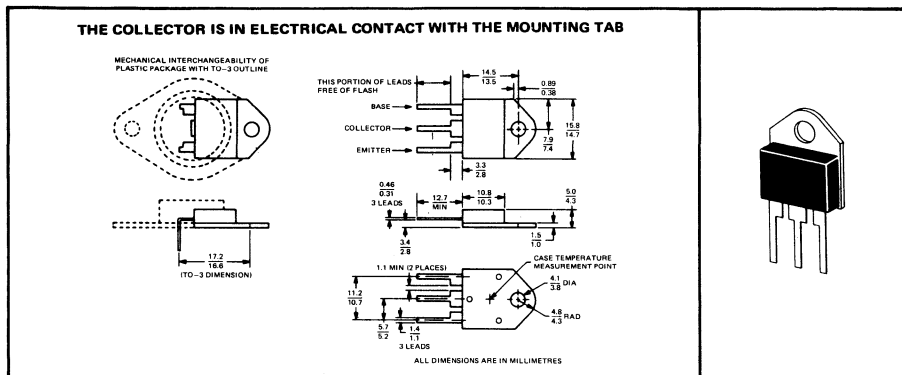 THE COLLECTOR IS IN ELECTRICAL CONTACT WITH THE MOUNTING TAB
MECHANICAL INTERCHANGEABILITY OF
PLASTIC PACKAGE WITH TO-3 OUTLINE
THIS PORTION OF LEADS
FREE OF FLASH
14.5
13.5
0.89
0.38
BASE
COLLECTOR
EMITTER
15.8
14.7
7.9
7.4
3.3
2.8
0.46
0.31
3 LEADS
12.7
MIN
10.8
10.3
5.0
4.3
3.4
2.8
1.5
1.0
17.2
16.6
(TO-3 DIMENSION)
1.1 MIN (2 PLACES)
CASE TEMPERATURE
MEASUREMENT POINT
11.2
10.7
4.1
3.8 DIA
5.7
5.2
1.4
1.1
3 LEADS
4.8
4.3 RAD
ALL DIMENSIONS ARE IN MILLIMETRES